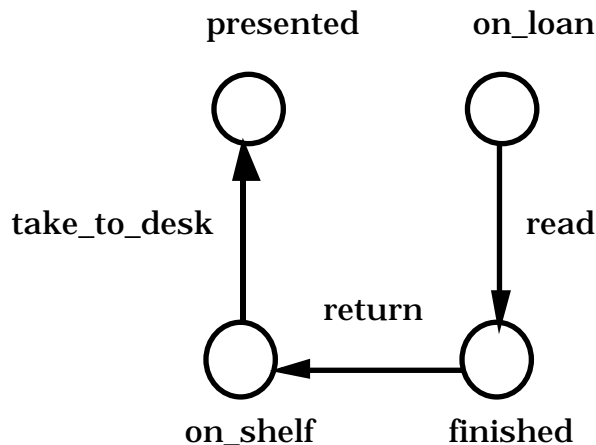 presented
on_loan
take_to_desk
read
return
on_shelf
finished